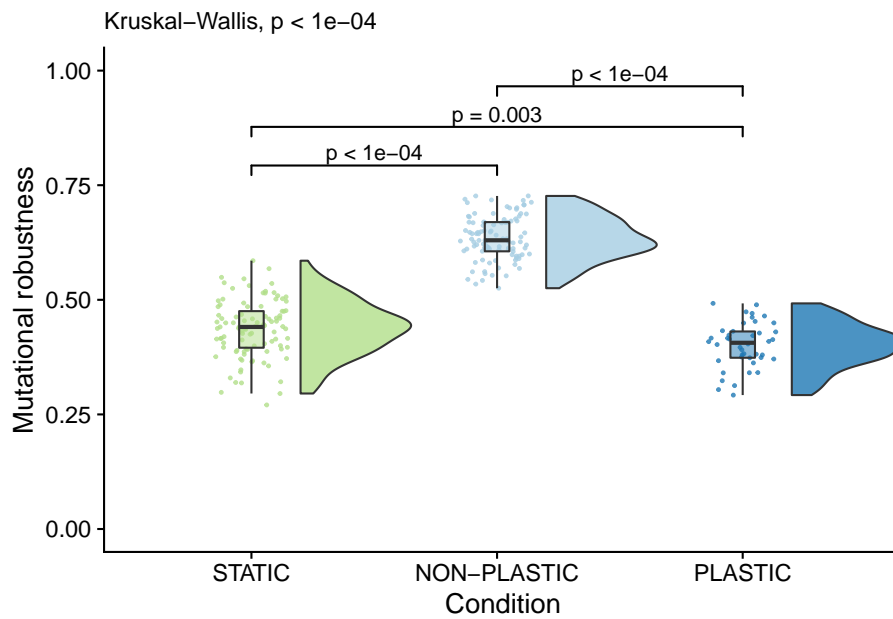 Kruskal−Wallis, p < 1e−04
1.00
p < 1e−04
p = 0.003
p < 1e−04
0.75
0.50
0.25
0.00
Mutational robustness
STATIC
NON−PLASTIC
PLASTIC
Condition